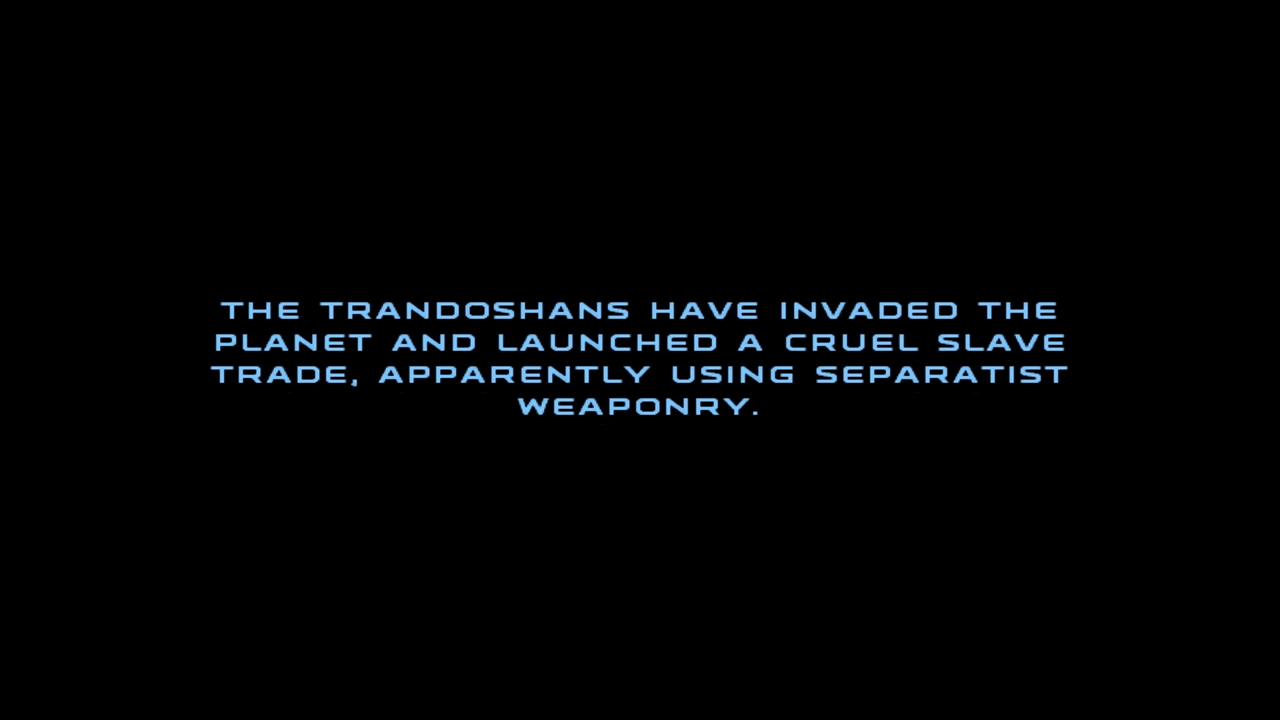 THE TRANDOSHANS HAVE INVADED THE
PLANET AND LAUNCHED A CRUEL SLAVE
TRADE, APPARENTLY USING SEPARATIST
WEAPONRY.